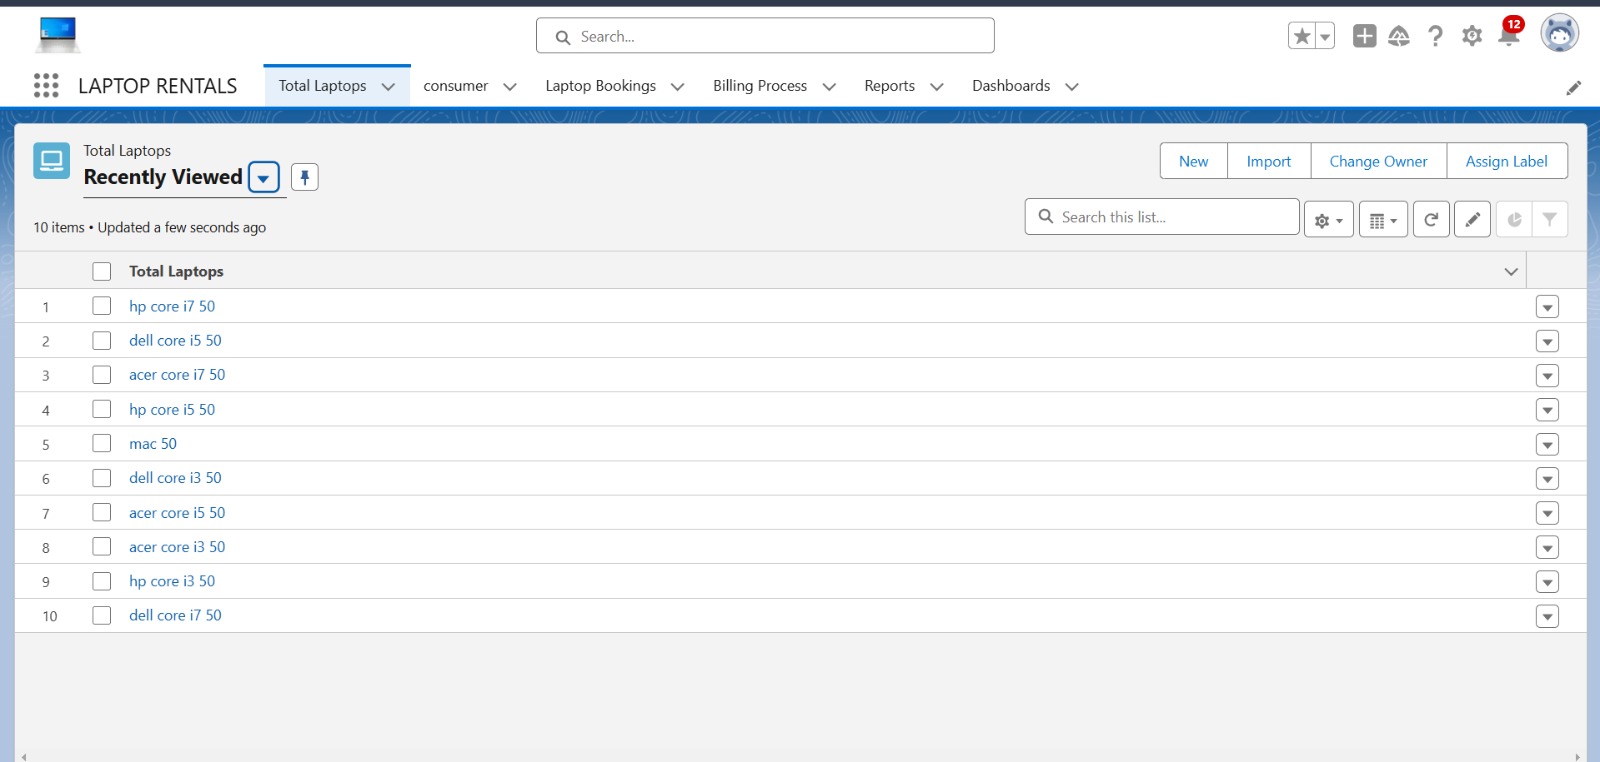 Search...
12
LAPTOP RENTALS Total Laptops consumer Laptop Bookings Billing Process Reports Dashboards
Total Laptops
Recently Viewed
New Import Change Owner Assign Label
10 items • Updated a few seconds ago
Search this list...
Total Laptops
1 hp core i7 50
2 dell core i5 50
3 acer core i7 50
4 hp core i5 50
5 mac 50
6 dell core i3 50
7 acer core i5 50
8 acer core i3 50
9 hp core i3 50
10 dell core i7 50